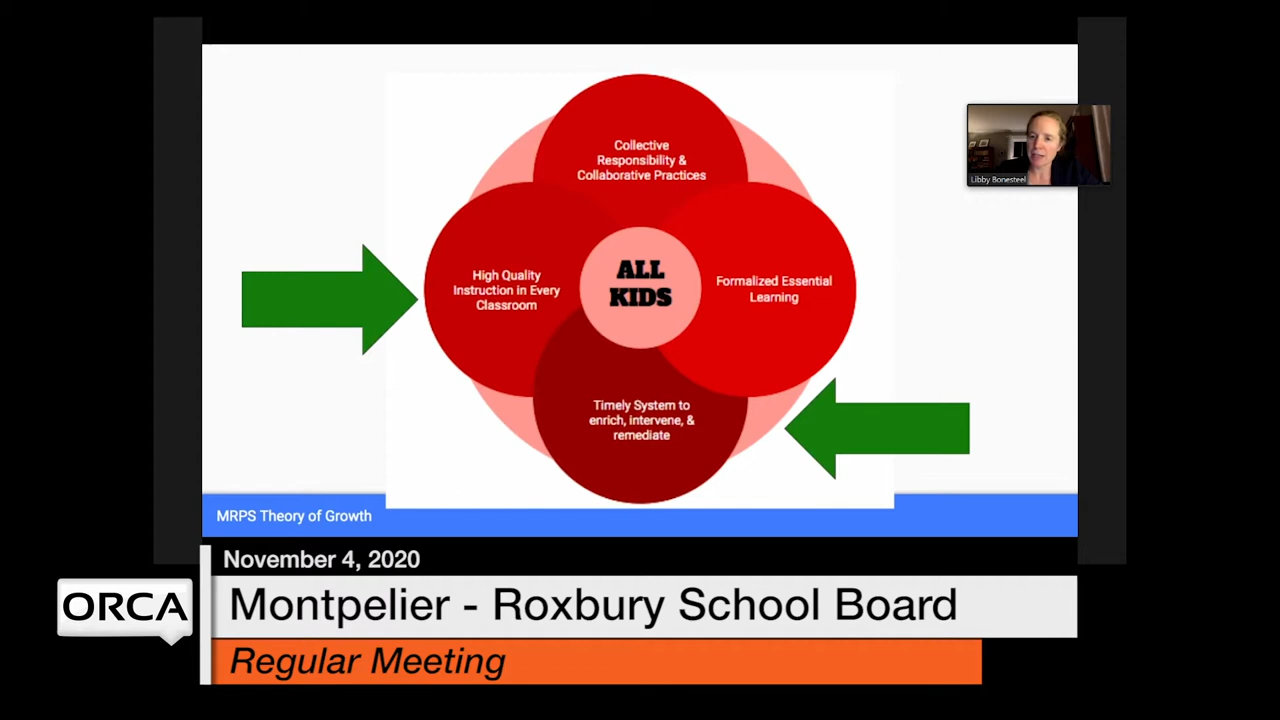 Collective
Responsibility &
Collaborative Practices
High Quality
Instruction in Every
Classroom
ALL
KIDS
Formalized Essential
Learning
Timely System to
enrich, intervene, &
remediate
Libby Bonesteel
MRPS Theory of Growth
November 4, 2020
ORCA
Montpelier - Roxbury School Board
Regular Meeting